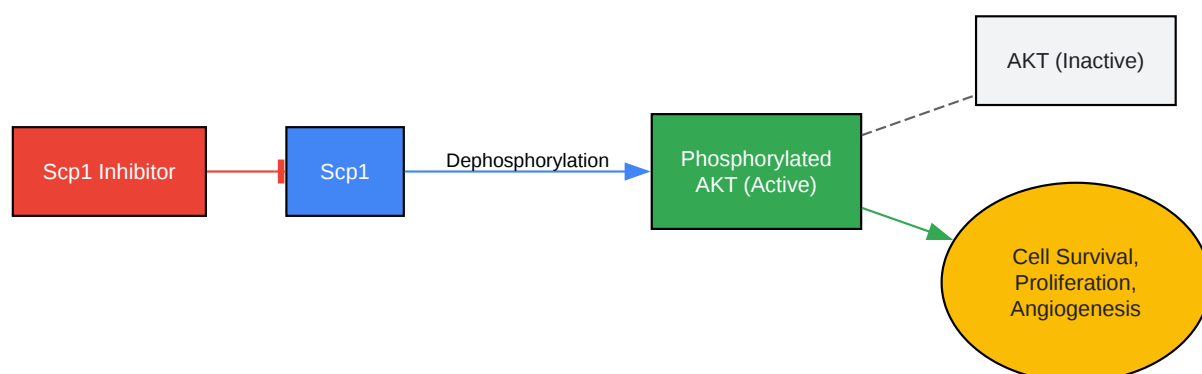 AKT (Inactive)
Scp1 Inhibitor
Scp1
Dephosphorylation
Phosphorylated
AKT (Active)
Cell Survival,
Proliferation,
Angiogenesis